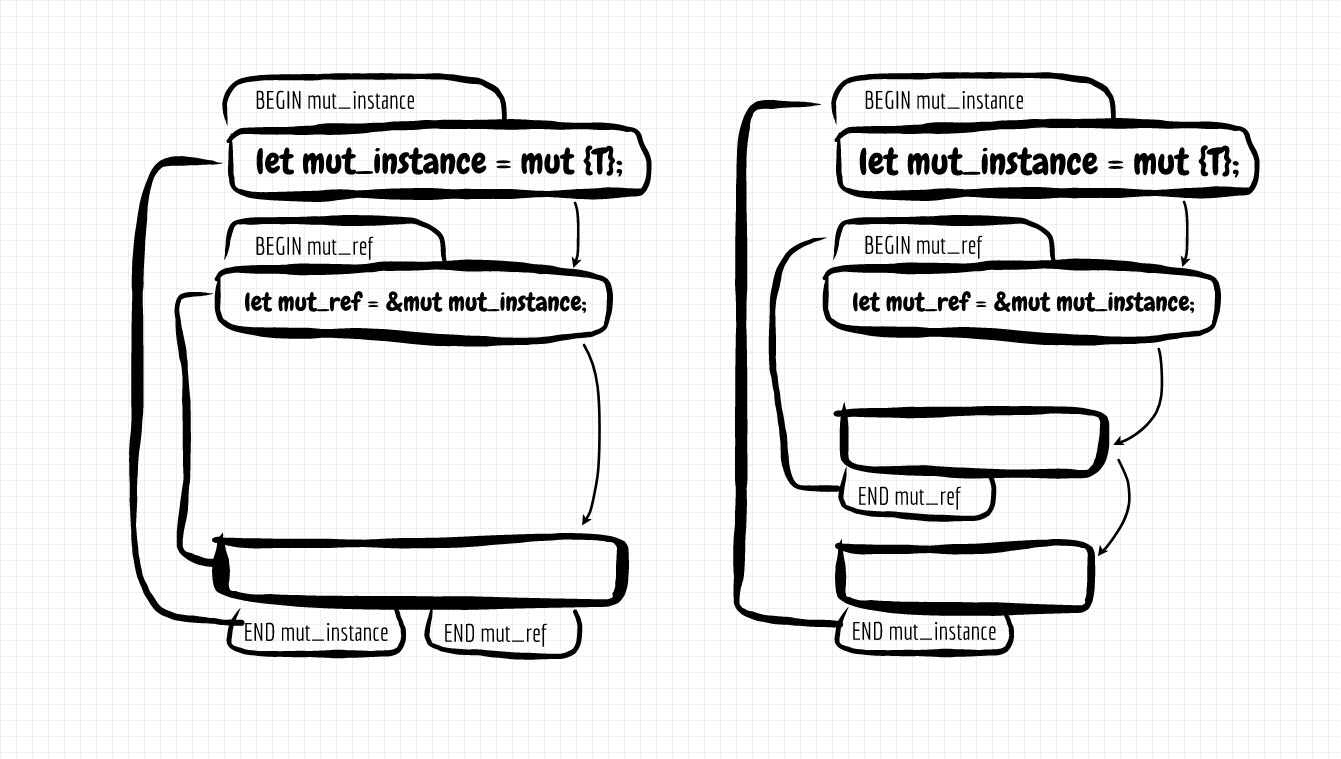 BEGIN mut_instance
let mut_instance = mut {T};
BEGIN mut_ref
let mut_ref = &mut mut_instance;
END mut_instance
END mut_ref
BEGIN mut_instance
let mut_instance = mut {T};
BEGIN mut_ref
let mut_ref = &mut mut_instance;
END mut_ref
END mut_instance